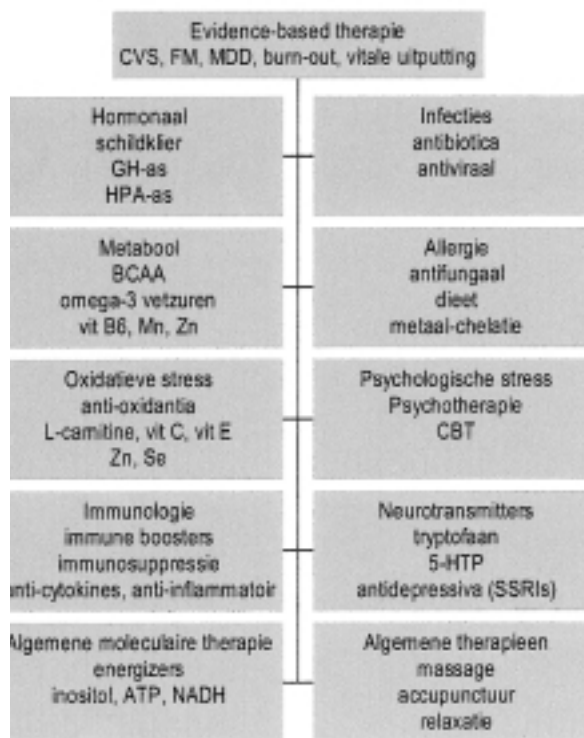 Evidence-based therapie
CVS, FM, MDD, burn-out, vitale uitputting
Hormonaal
schildklier
GH-as
HPA-as
Infecties
antibiotica
antiviraal
Metabool
BCAA
omega-3 vetzuren
vit B6, Mn, Zn
Allergie
antifungaal
dieet
metaal-chelatie
Oxidatieve stress
anti-oxidantia
L-carnitine, vit C, vit E
Zn, Se
Psychologische stress
Psychotherapie
CBT
Immunologie
immune boosters
immunosuppressie
anti-cytokines, anti-inflammatoir
Neurotransmitters
tryptofaan
5-HTP
antidepressiva (SSRIs)
Algemene moleculaire therapie
energizers
inositol, ATP, NADH
Algemene therapieen
massage
accupunctuur
relaxatie